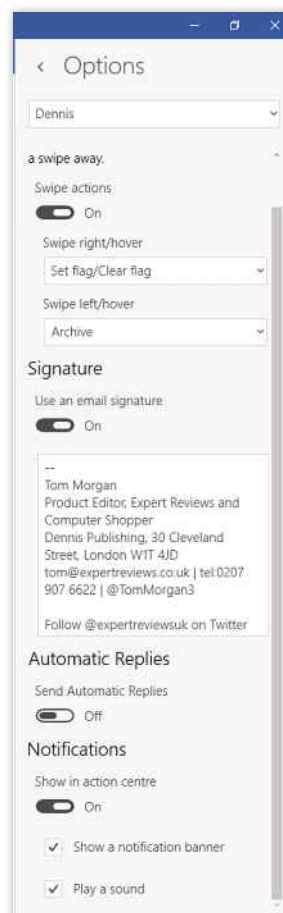 Options
Dennis
a swipe away.
Swipe actions
On
Swipe right/hover
Set flag/Clear flag
Swipe left/hover
Archive
Signature
Use an email signature
On
--
Tom Morgan
Product Editor, Expert Reviews and
Computer Shopper
Dennis Publishing, 30 Cleveland
Street, London W1T 4JD
tom@expertreviews.co.uk | tel:0207
907 6622 | @TomMorgan3
Follow @expertreviewsuk on Twitter
Automatic Replies
Send Automatic Replies
Off
Notifications
Show in action centre
On
Show a notification banner
Play a sound